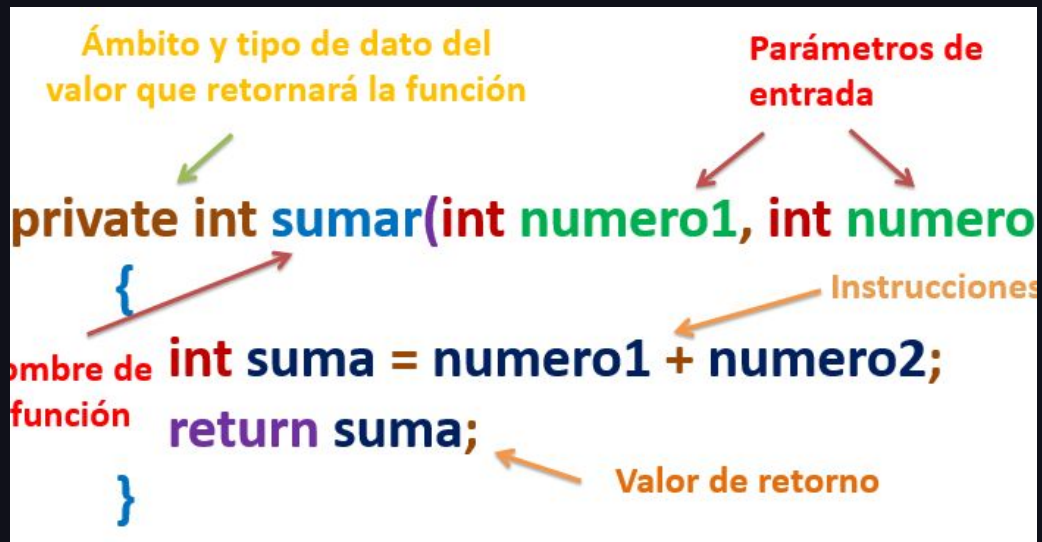 Ámbito y tipo de dato del
valor que retornará la función
Parámetros de
entrada
private int sumar(int numero1, int numero
{
Instrucciones
ombre de
función
int suma = numero1 + numero2;
return suma;
Valor de retorno
}